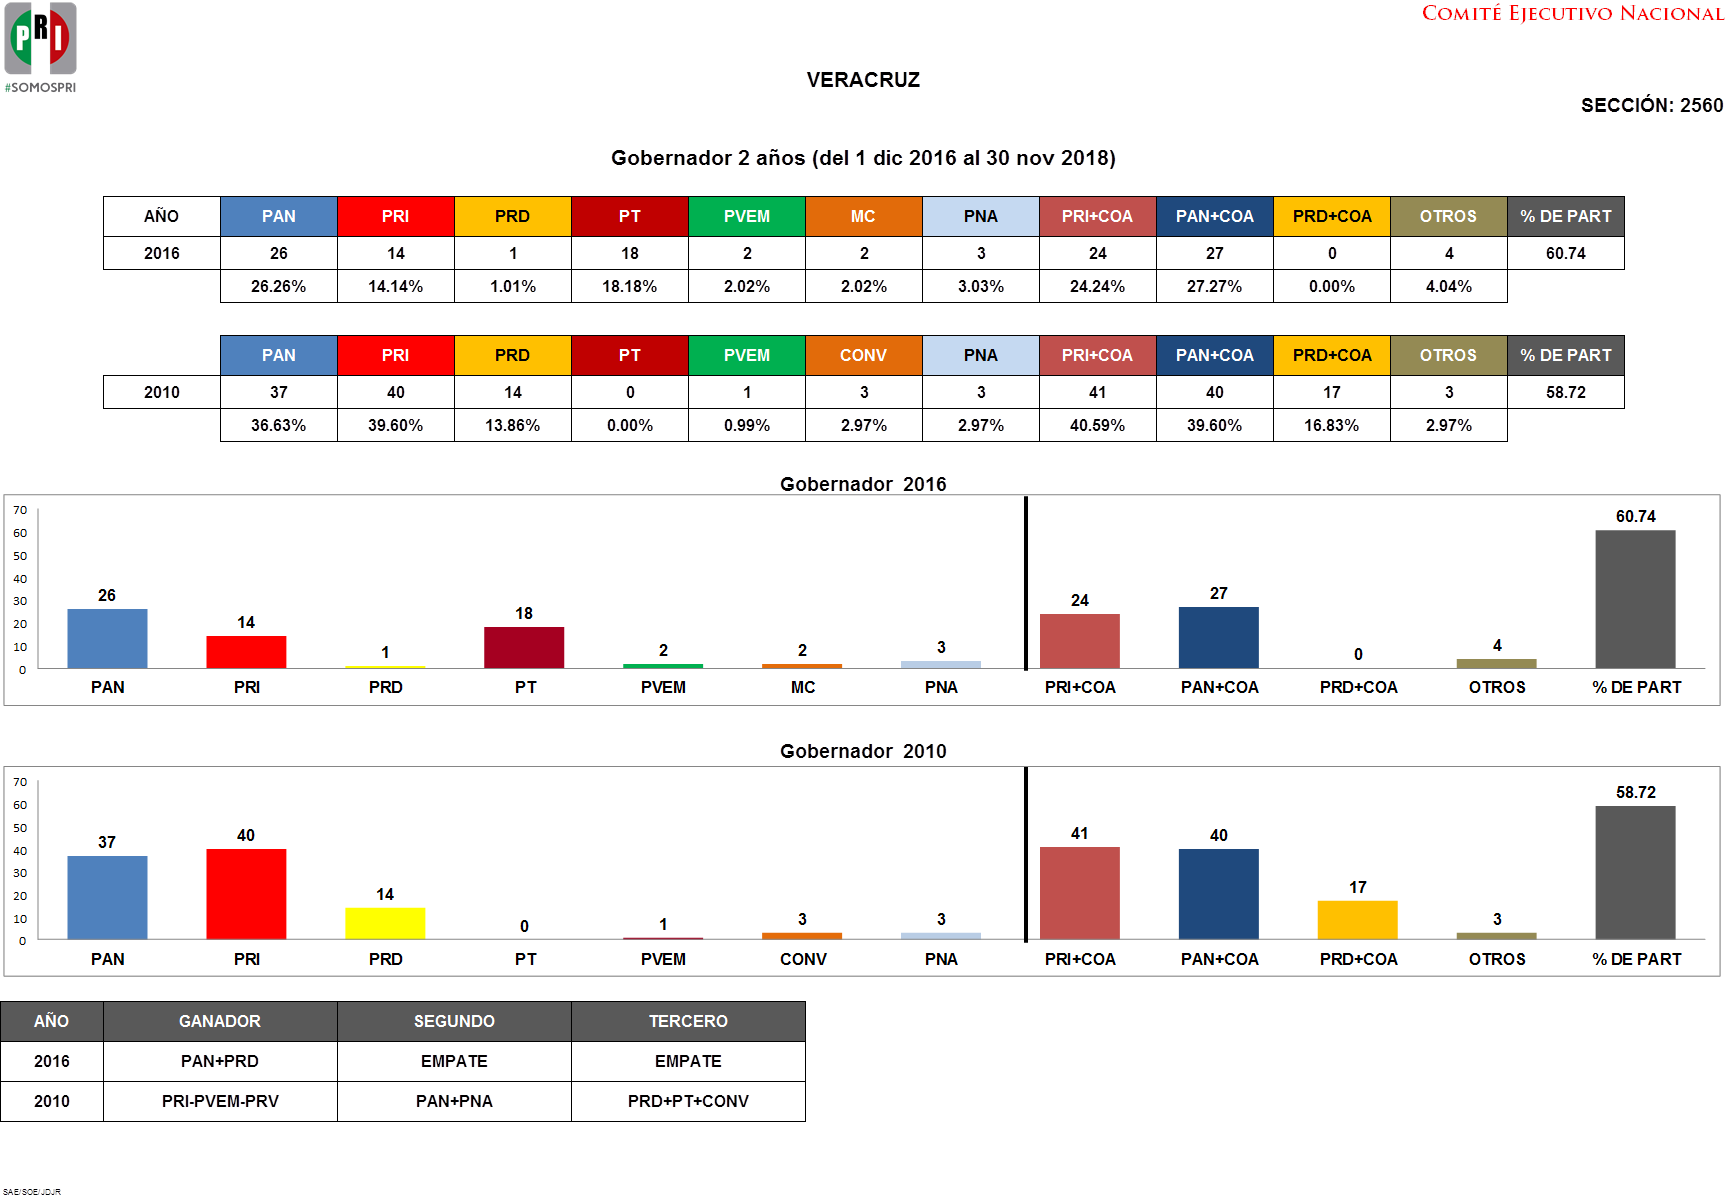 PRI
#SOMOSPRI
COMITÉ EJECUTIVO NACIONAL
VERACRUZ
SECCIÓN: 2560
Gobernador 2 años (del 1 dic 2016 al 30 nov 2018)
AÑO PAN PRI PRD PT PVEM MC PNA PRI+COA PAN+COA PRD+COA OTROS % DE PART
2016 26 14 1 18 2 2 3 24 27 0 4 60.74
26.26% 14.14% 1.01% 18.18% 2.02% 2.02% 3.03% 24.24% 27.27% 0.00% 4.04%
PAN PRI PRD PT PVEM CONV PNA PRI+COA PAN+COA PRD+COA OTROS % DE PART
2010 37 40 14 0 1 3 3 41 40 17 3 58.72
36.63% 39.60% 13.86% 0.00% 0.99% 2.97% 2.97% 40.59% 39.60% 16.83% 2.97%
Gobernador 2016
70
60
50
40
30
20
10
0
26 14 1 18 2 2 3 24 27 0 4 60.74
PAN PRI PRD PT PVEM MC PNA PRI+COA PAN+COA PRD+COA OTROS % DE PART
Gobernador 2010
70
60
50
40
30
20
10
0
37 40 14 0 1 3 3 41 40 17 3 58.72
PAN PRI PRD PT PVEM CONV PNA PRI+COA PAN+COA PRD+COA OTROS % DE PART
AÑO GANADOR SEGUNDO TERCERO
2016 PAN+PRD EMPATE EMPATE
2010 PRI-PVEM-PRV PAN+PNA PRD+PT+CONV
SAE/SOE/JDJR